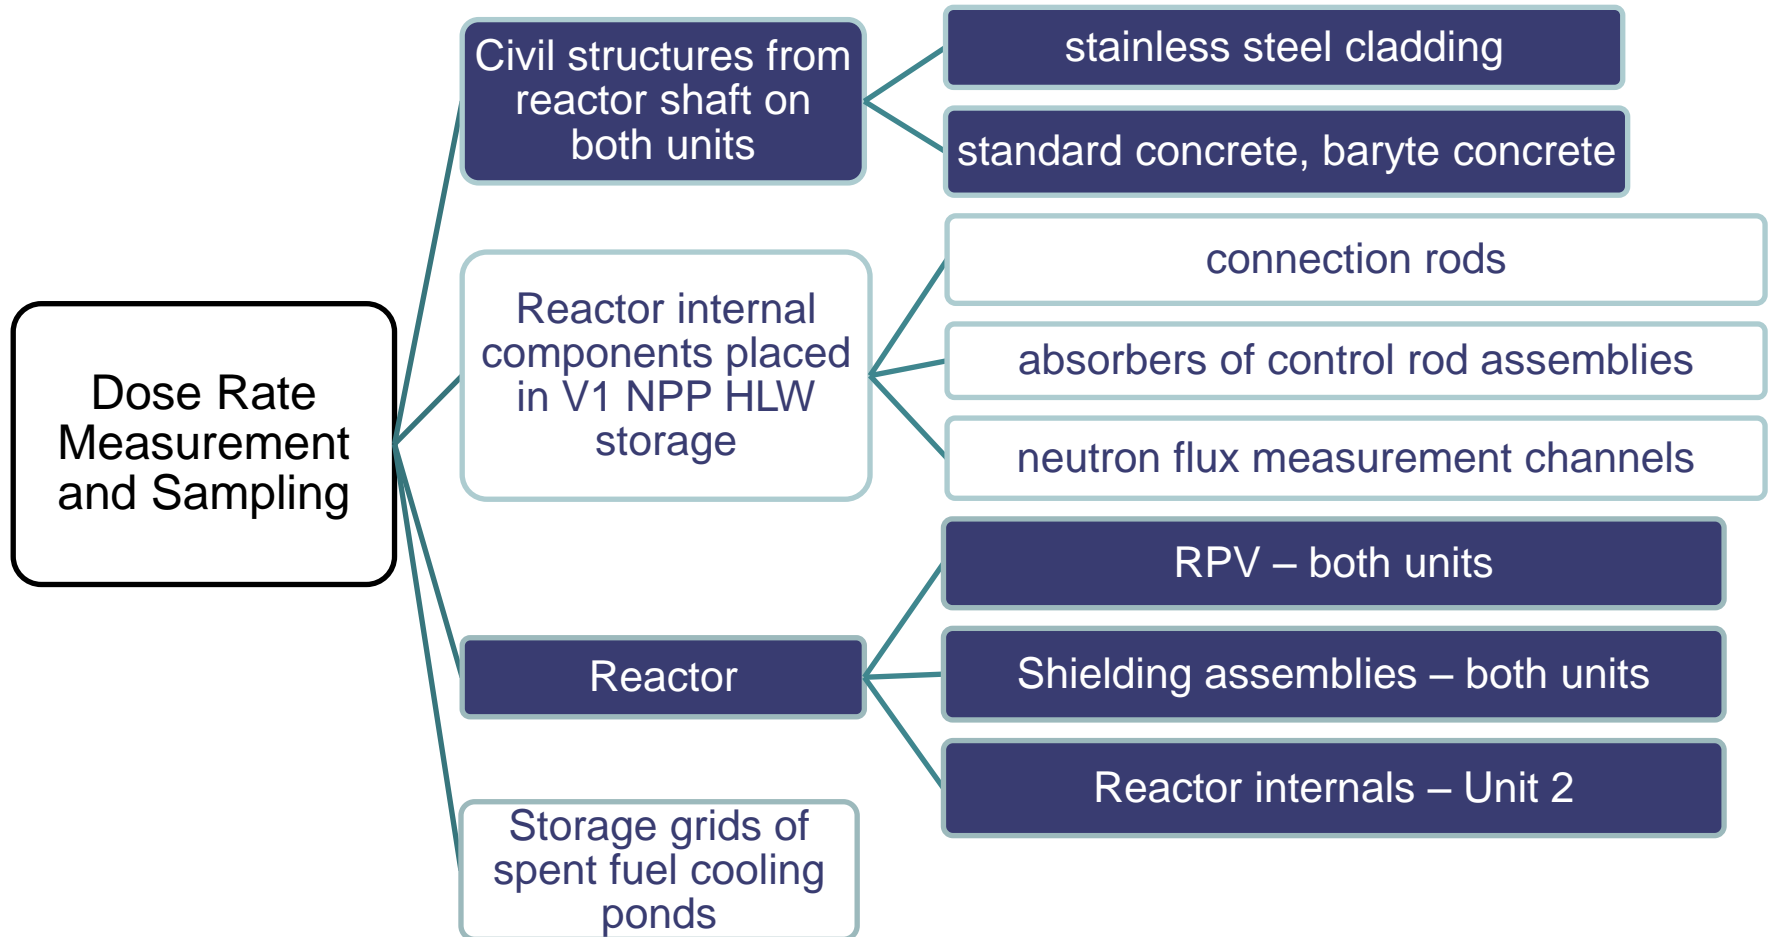 Dose Rate
Measurement
and Sampling
Civil structures from
reactor shaft on
both units
stainless steel cladding
standard concrete, baryte concrete
Reactor internal
components placed
in V1 NPP HLW
storage
connection rods
absorbers of control rod assemblies
neutron flux measurement channels
Reactor
RPV – both units
Shielding assemblies – both units
Reactor internals – Unit 2
Storage grids of
spent fuel cooling
ponds